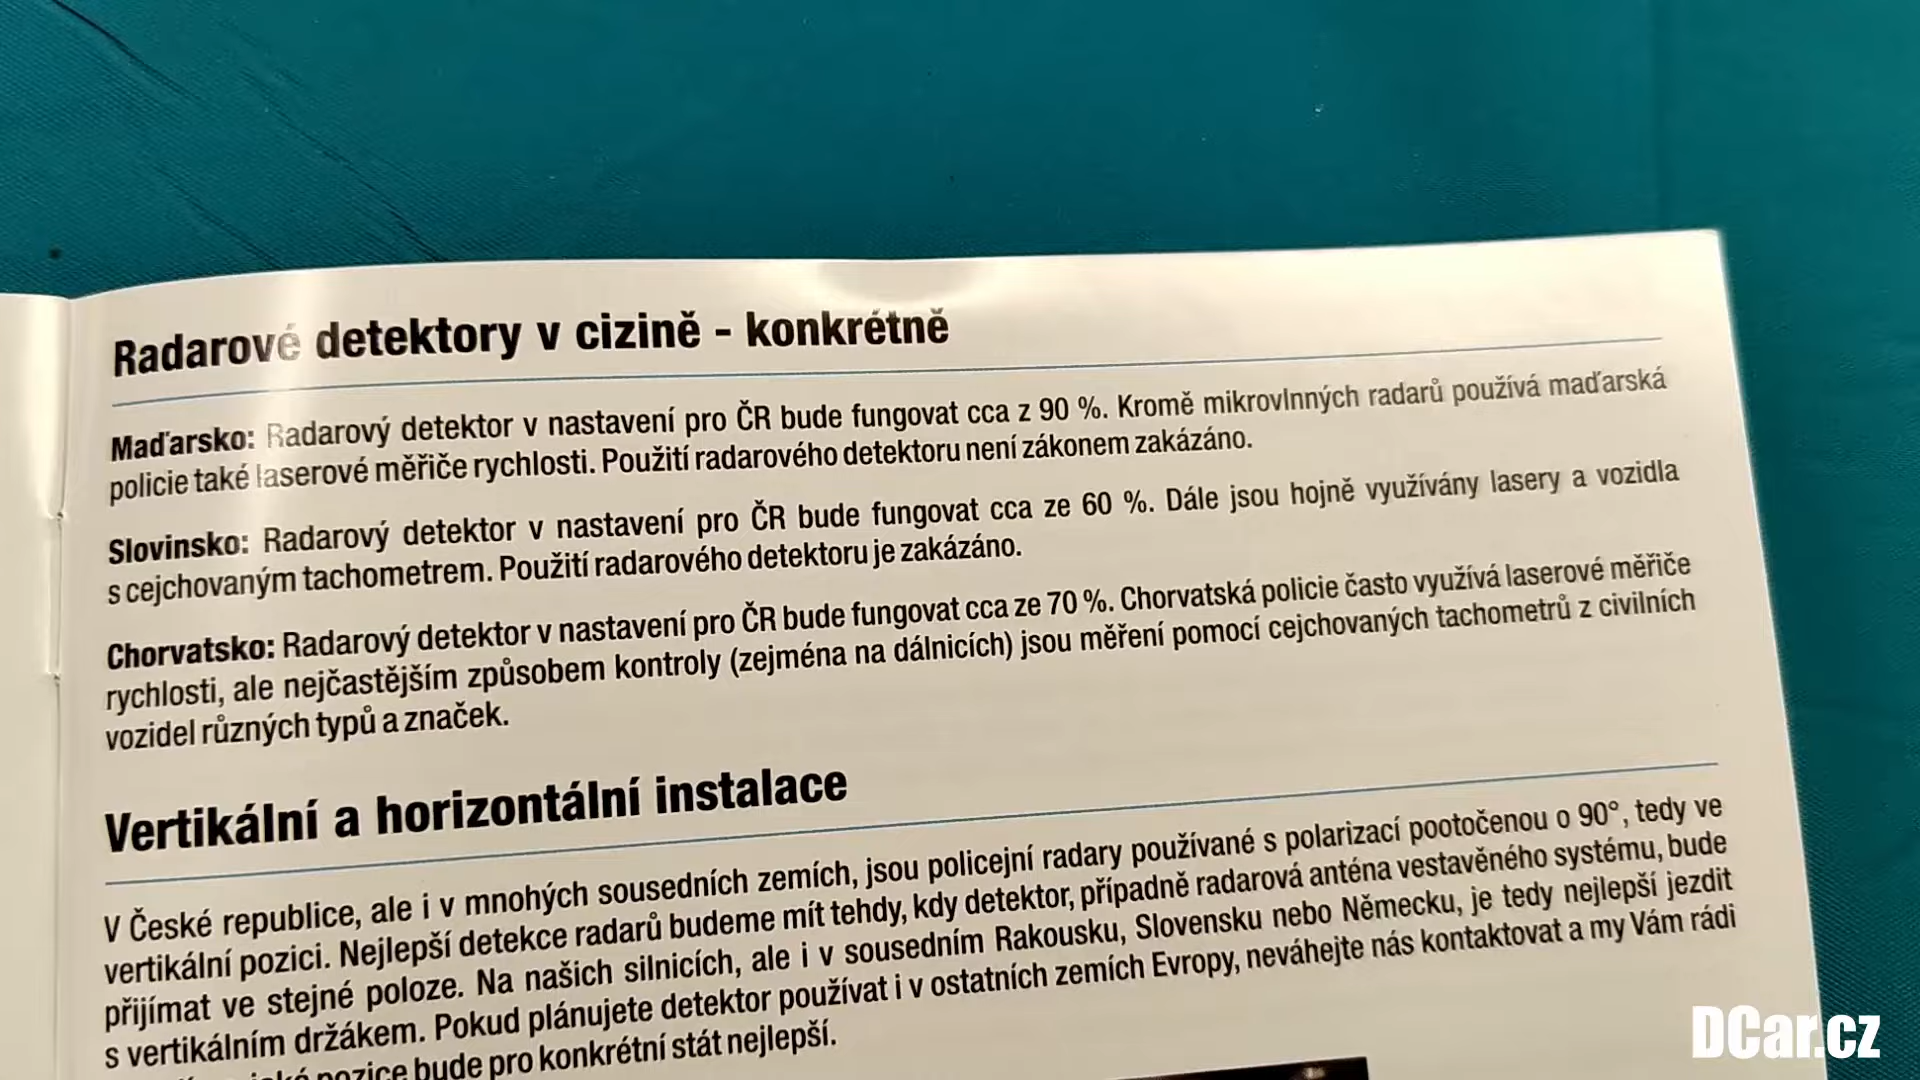 Radarové detektory v cizině - konkrétně
Maďarsko: Radarový detektor v nastavení pro ČR bude fungovat cca z 90 %. Kromě mikrovlnných radarů používá maďarská
policie také laserové měřiče rychlosti. Použití radarového detektoru není zákonem zakázáno.
Slovinsko: Radarový detektor v nastavení pro ČR bude fungovat cca ze 60 %. Dále jsou hojně využívány lasery a vozidla
s cejchovaným tachometrem. Použití radarového detektoru je zakázáno.
Chorvatsko: Radarový detektor v nastavení pro ČR bude fungovat cca ze 70 %. Chorvatská policie často využívá laserové měřiče
rychlosti, ale nejčastějším způsobem kontroly (zejména na dálnicích) jsou měření pomocí cejchovaných tachometrů z civilních
vozidel různých typů a značek.
Vertikální a horizontální instalace
V České republice, ale i v mnohých sousedních zemích, jsou policejní radary používané s polarizací pootočenou o 90°, tedy ve
vertikální pozici. Nejlepší detekce radarů budeme mít tehdy, kdy detektor, případně radarová anténa vestavěného systému, bude
přijímat ve stejné poloze. Na našich silnicích, ale i v sousedním Rakousku, Slovensku nebo Německu, je tedy nejlepší jezdit
s vertikálním držákem. Pokud plánujete detektor používat i v ostatních zemích Evropy, neváhejte nás kontaktovat a my Vám rádi
pozice bude pro konkrétní stát nejlepší.
DCar.cz